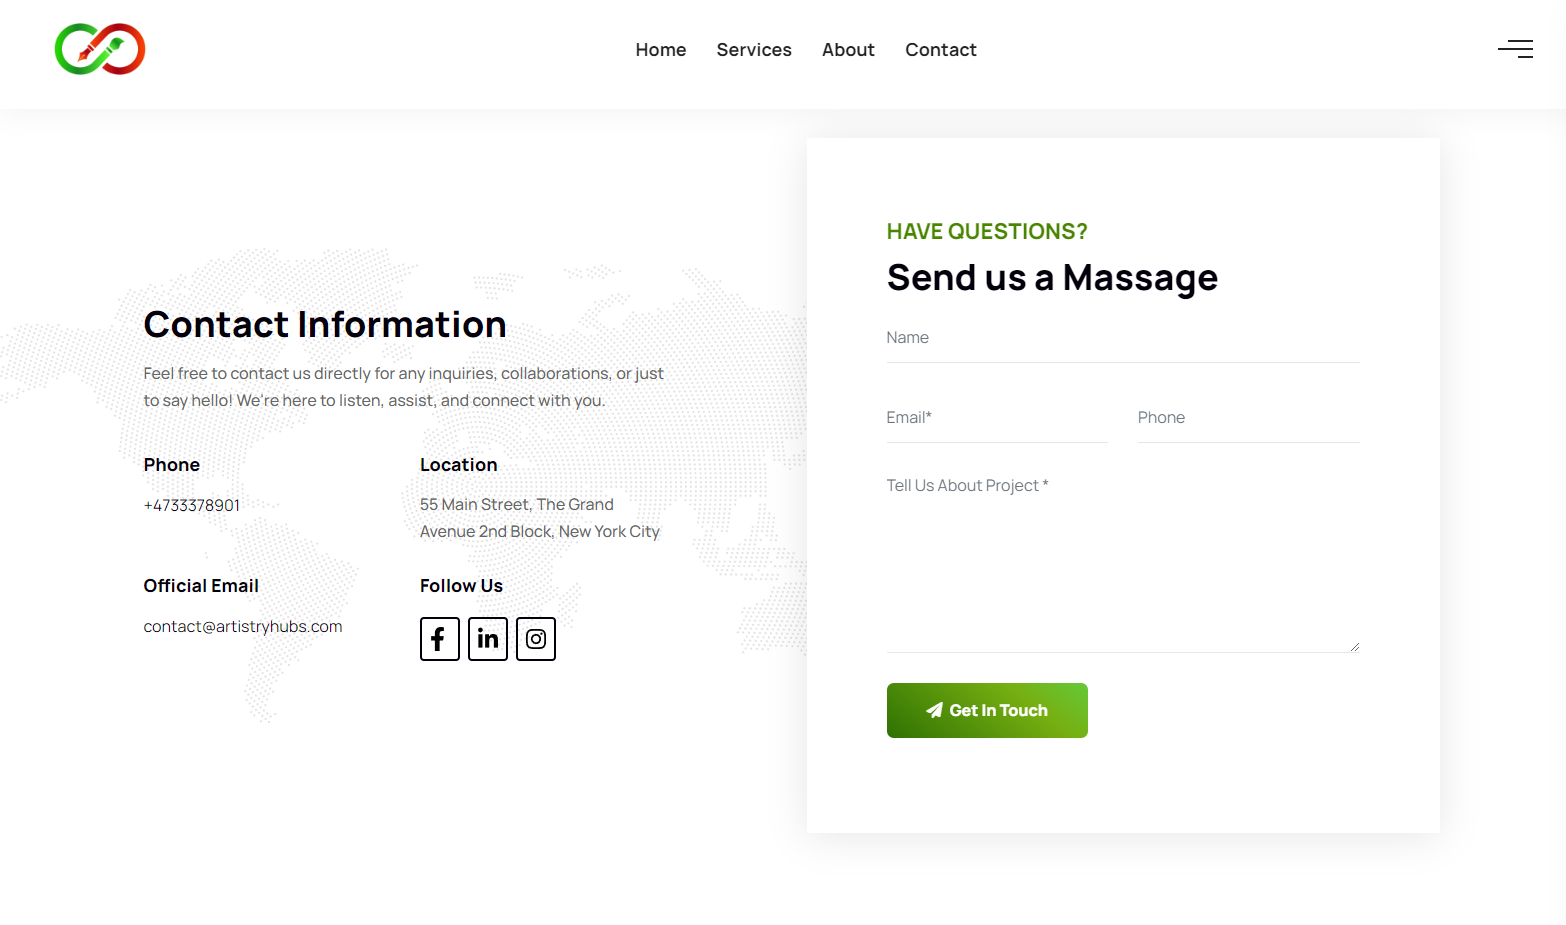 Home Services About Contact
Contact Information
Feel free to contact us directly for any inquiries, collaborations, or just
to say hello! We're here to listen, assist, and connect with you.
Phone
+4733378901
Location
55 Main Street, The Grand
Avenue 2nd Block, New York City
Official Email
contact@artistryhubs.com
Follow Us
HAVE QUESTIONS?
Send us a Massage
Name
Email*
Phone
Tell Us About Project *
Get In Touch